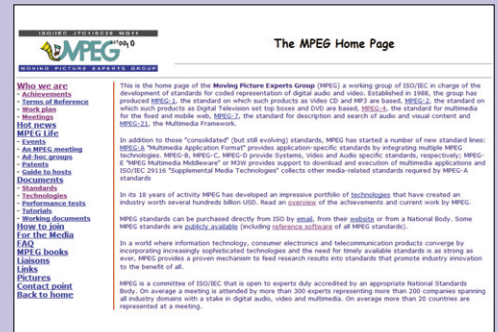 ISO/IEC JTC1/SC29 WG11
MPEG
MOVING PICTURE EXPERTS GROUP
The MPEG Home Page
Who we are
- Achievements
- Terms of Reference
- Work plan
- Meetings
Hot news
MPEG Life
- Events
- An MPEG meeting
- Ad-hoc groups
- Patents
- Guide to hosts
Documents
- Standards
- Technologies
- Performance tests
- Tutorials
- Working documents
How to join
For the Media
FAQ
MPEG books
Liaisons
Links
Pictures
Contact point
Back to home
This is the home page of the Moving Picture Experts Group (MPEG) a working group of ISO/IEC in charge of the
development of standards for coded representation of digital audio and video. Established in 1988, the group has
produced MPEG-1, the standard on which such products as Video CD and MP3 are based, MPEG-2, the standard on
which such products as Digital Television set top boxes and DVD are based, MPEG-4, the standard for multimedia
for the fixed and mobile web, MPEG-7, the standard for description and search of audio and visual content and
MPEG-21, the Multimedia Framework.
In addition to those "consolidated" (but still evolving) standards, MPEG has started a number of new standard lines:
MPEG-A "Multimedia Application Format" provides application-specific standards by integrating multiple MPEG
technologies. MPEG-B, MPEG-C, MPEG-D provide Systems, Video and Audio specific standards, respectively; MPEG-
E "MPEG Multimedia Middleware" or M3W provides support to download and execution of multimedia applications and
ISO/IEC 29116 "Supplemental Media Technologies" collects other media-related standards required by MPEG-A
standards
In its 18 years of activity MPEG has developed an impressive portfolio of technologies that have created an
industry worth several hundreds billion USD. Read an overview of the achievements and current work by MPEG.
MPEG standards can be purchased directly from ISO by email, from their website or from a National Body. Some
MPEG standards are publicly available (including reference software of all MPEG standards).
In a world where information technology, consumer electronics and telecommunication products converge by
incorporating increasingly sophisticated technologies and the need for timely available standards is as strong as
ever, MPEG provides a proven mechanism to feed research results into standards that promote industry innovation
to the benefit of all.
MPEG is a committee of ISO/IEC that is open to experts duly accredited by an appropriate National Standards
Body. On average a meeting is attended by more than 300 experts representing more than 200 companies spanning
all industry domains with a stake in digital audio, video and multimedia. On average more than 20 countries are
represented at a meeting.